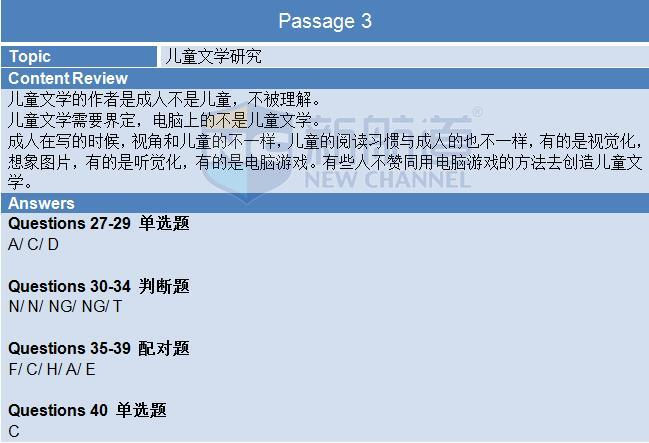 Passage 3
Topic 儿童文学研究
Content Review
儿童文学的作者是成人不是儿童，不被理解。
儿童文学需要界定，电脑上的不是儿童文学。
成人在写的时候，视角和儿童的不一样，儿童的阅读习惯与成人的也不一样，有的是视觉化，
想象图片，有的是听觉化，有的是电脑游戏。有些人不赞同用电脑游戏的方法去创造儿童文
学。
新航道®
NEW CHANNEL
Answers
Questions 27-29 单选题
A/ C/ D
Questions 30-34 判断题
N/ N/ NG/ NG/ T
Questions 35-39 配对题
F/ C/ H/ A/ E
Questions 40 单选题
C